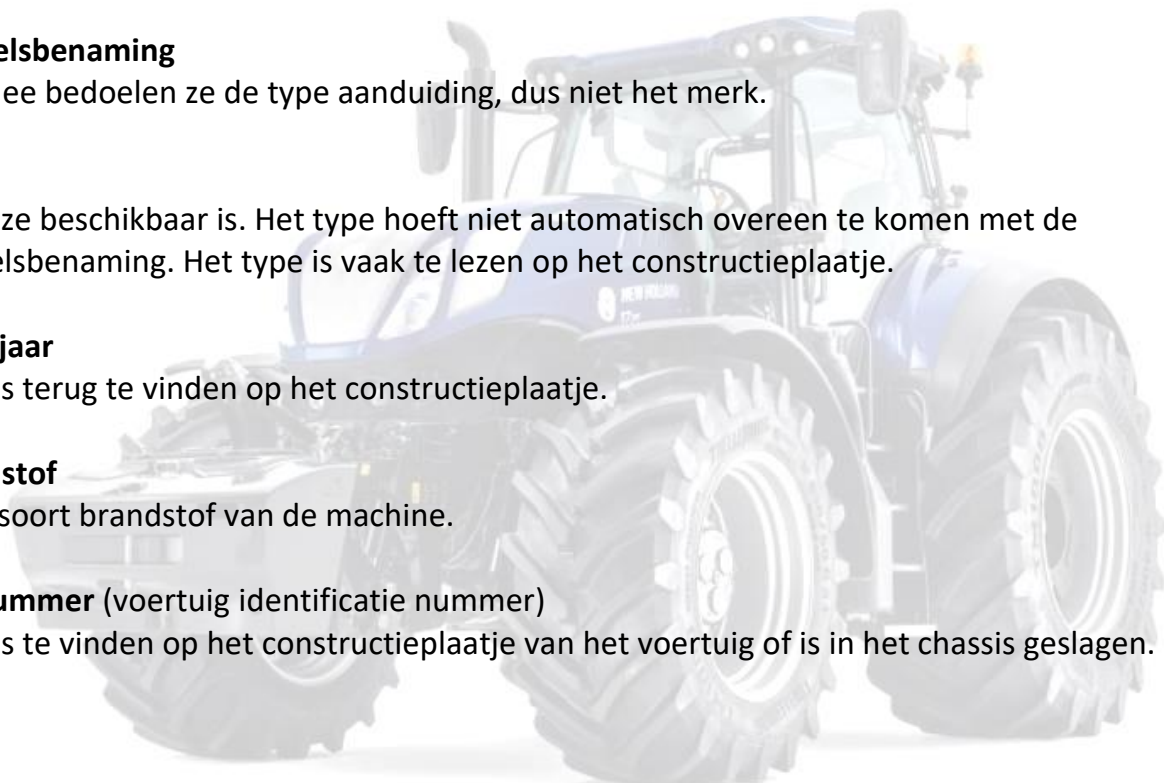 elsbenaming
ee bedoelen ze de type aanduiding, dus niet het merk.
ze beschikbaar is. Het type hoeft niet automatisch overeen te komen met de
elsbenaming. Het type is vaak te lezen op het constructieplaatje.
jaar
s terug te vinden op het constructieplaatje.
stof
soort brandstof van de machine.
ummer (voertuig identificatie nummer)
s te vinden op het constructieplaatje van het voertuig of is in het chassis geslagen.
NEW HOLLAND